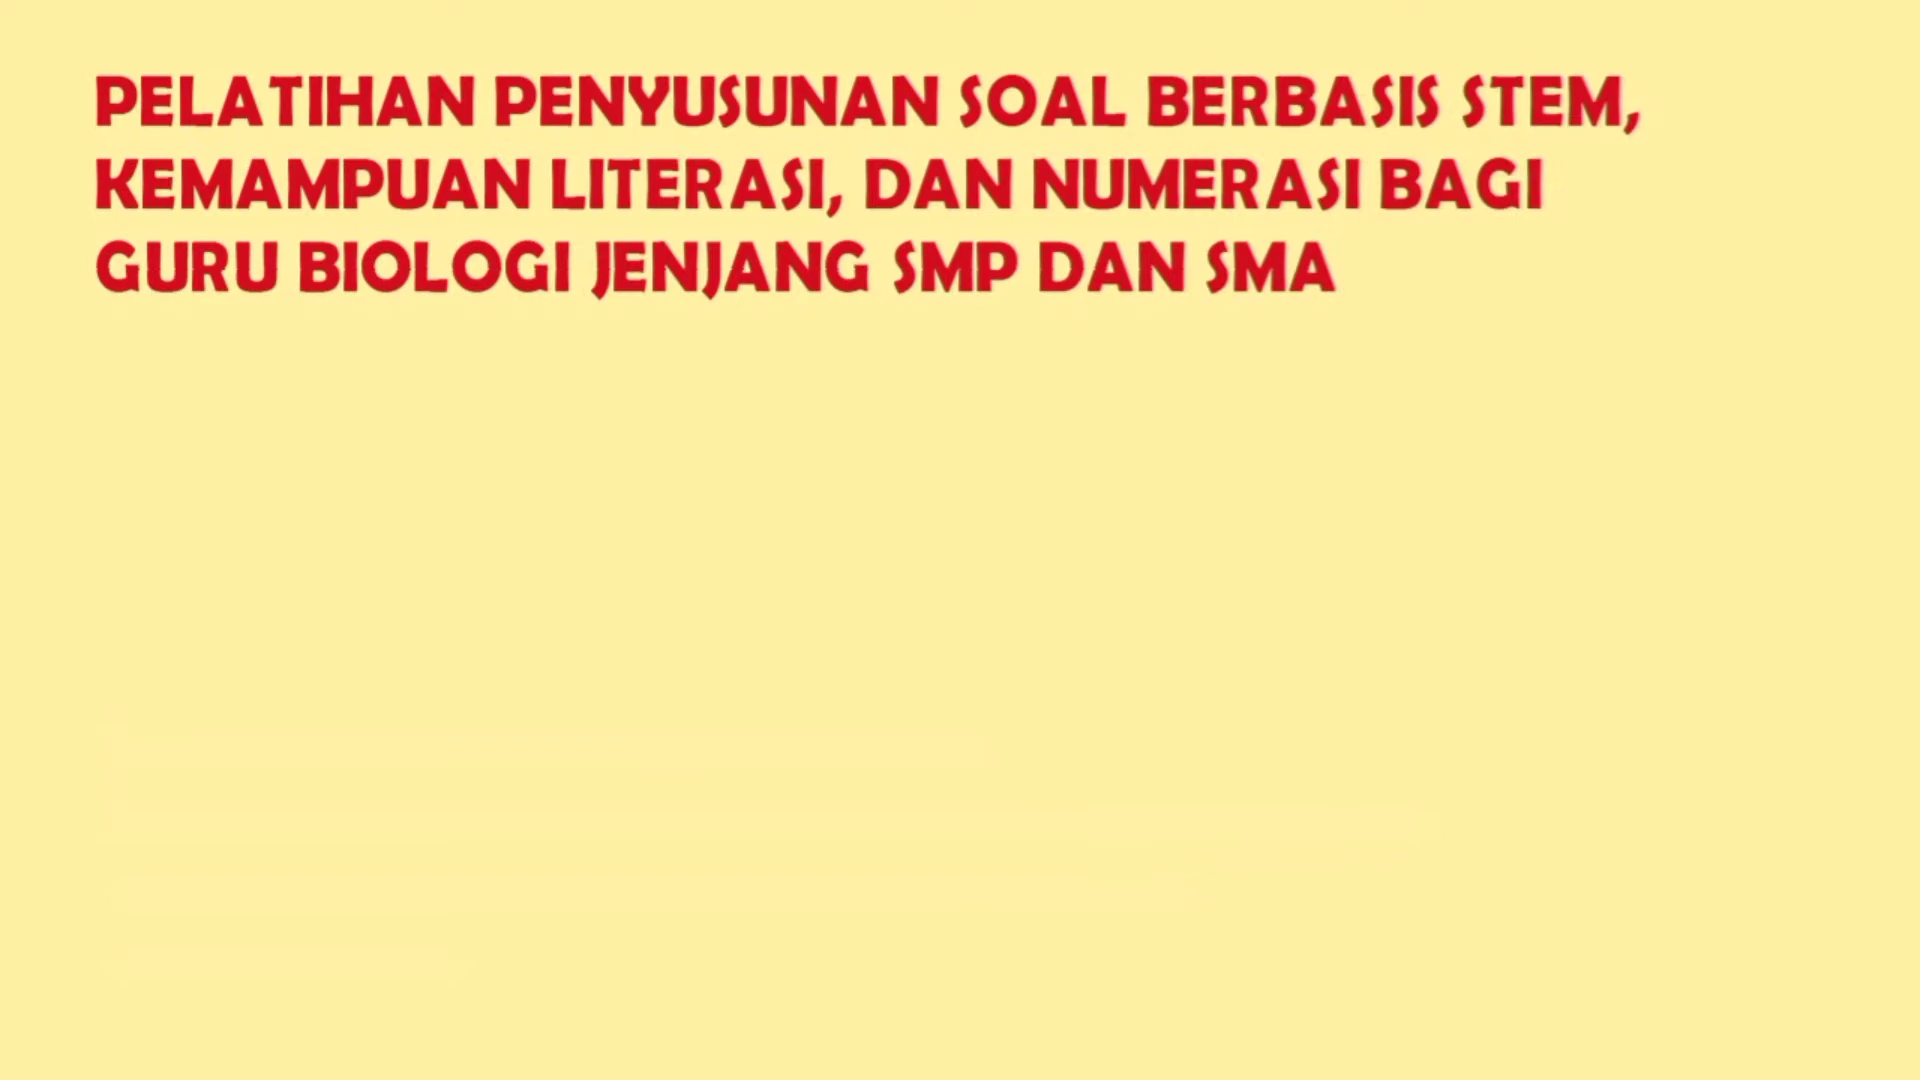 PELATIHAN PENYUSUNAN SOAL BERBASIS STEM,
KEMAMPUAN LITERASI, DAN NUMERASI BAGI
GURU BIOLOGI JENJANG SMP DAN SMA